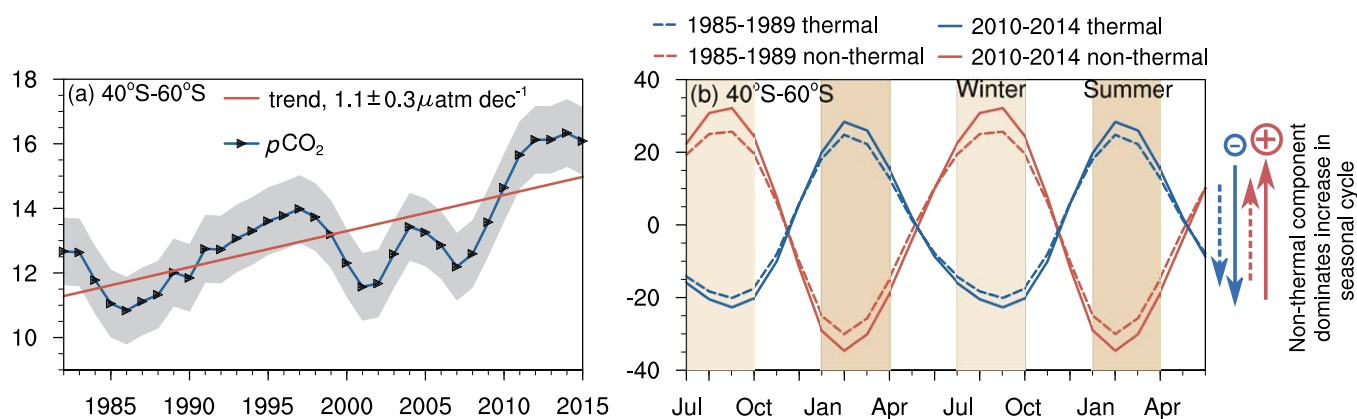 (a) 40°S-60°S
trend, 1.1±0.3μatm dec⁻¹
pCO₂
18
16
14
12
10
1985 1990 1995 2000 2005 2010 2015
1985-1989 thermal
2010-2014 thermal
1985-1989 non-thermal
2010-2014 non-thermal
(b) 40°S-60°S
Winter
Summer
40
20
0
-20
-40
Jul Oct Jan Apr Jul Oct Jan Apr
-
+
Non-thermal component
dominates increase in
seasonal cycle